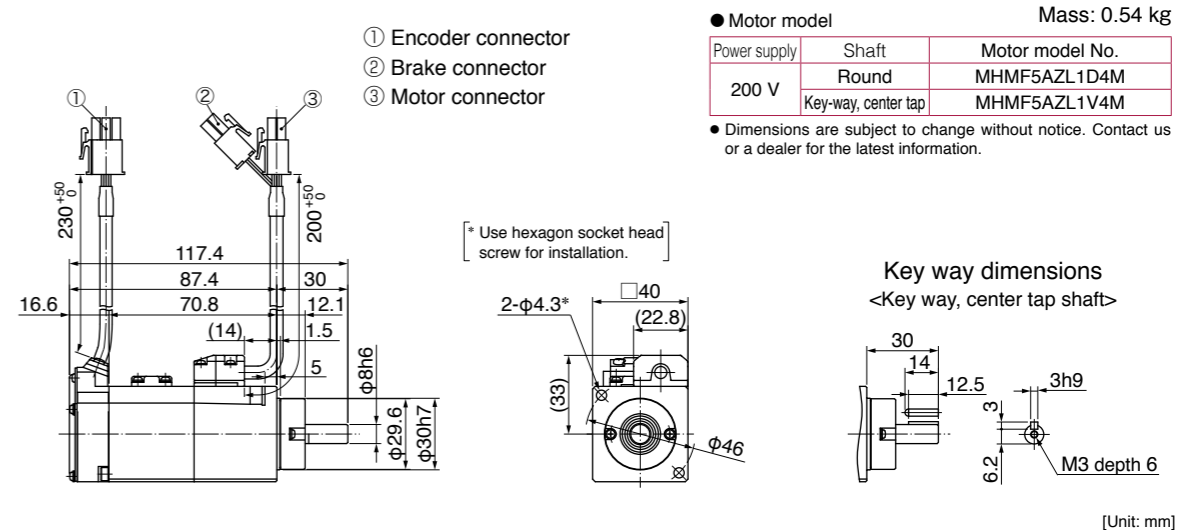 ① Encoder connector
② Brake connector
③ Motor connector
● Motor model
Mass: 0.54 kg
Power supply Shaft Motor model No.
200 V
Round MHMF5AZL1D4M
Key-way, center tap MHMF5AZL1V4M
● Dimensions are subject to change without notice. Contact us
or a dealer for the latest information.
① ② ③
230 +50 0
200 +50 0
117.4
87.4 30
16.6 70.8 12.1
(14) 1.5
5
ϕ8h6
ϕ29.6
ϕ30h7
* Use hexagon socket head
screw for installation.
2-ϕ4.3*
□40
(22.8)
(33)
ϕ46
Key way dimensions
<Key way, center tap shaft>
30
14
12.5
3h9
3
6.2
M3 depth 6
[Unit: mm]